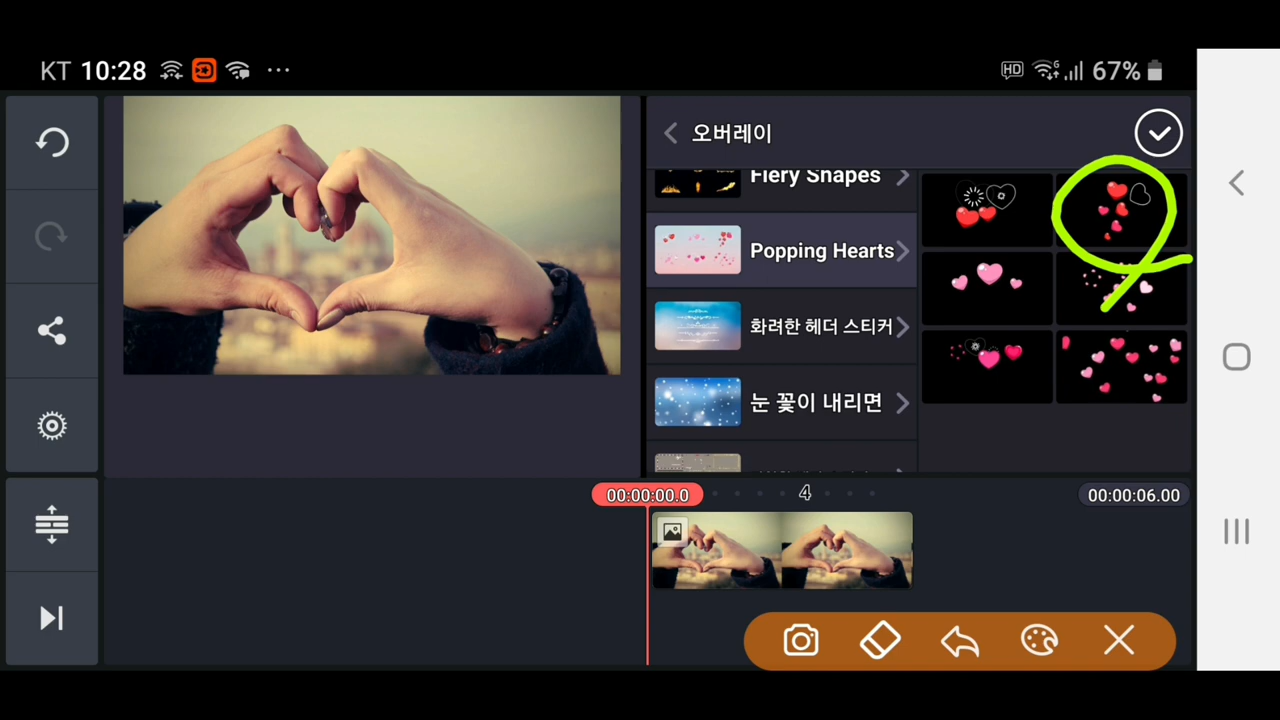 KT 10:28
HD 6 67%
오버레이
Fiery Shapes
Popping Hearts
화려한 헤더 스티커
눈 꽃이 내리면
00:00:00.0
4
00:00:06.00